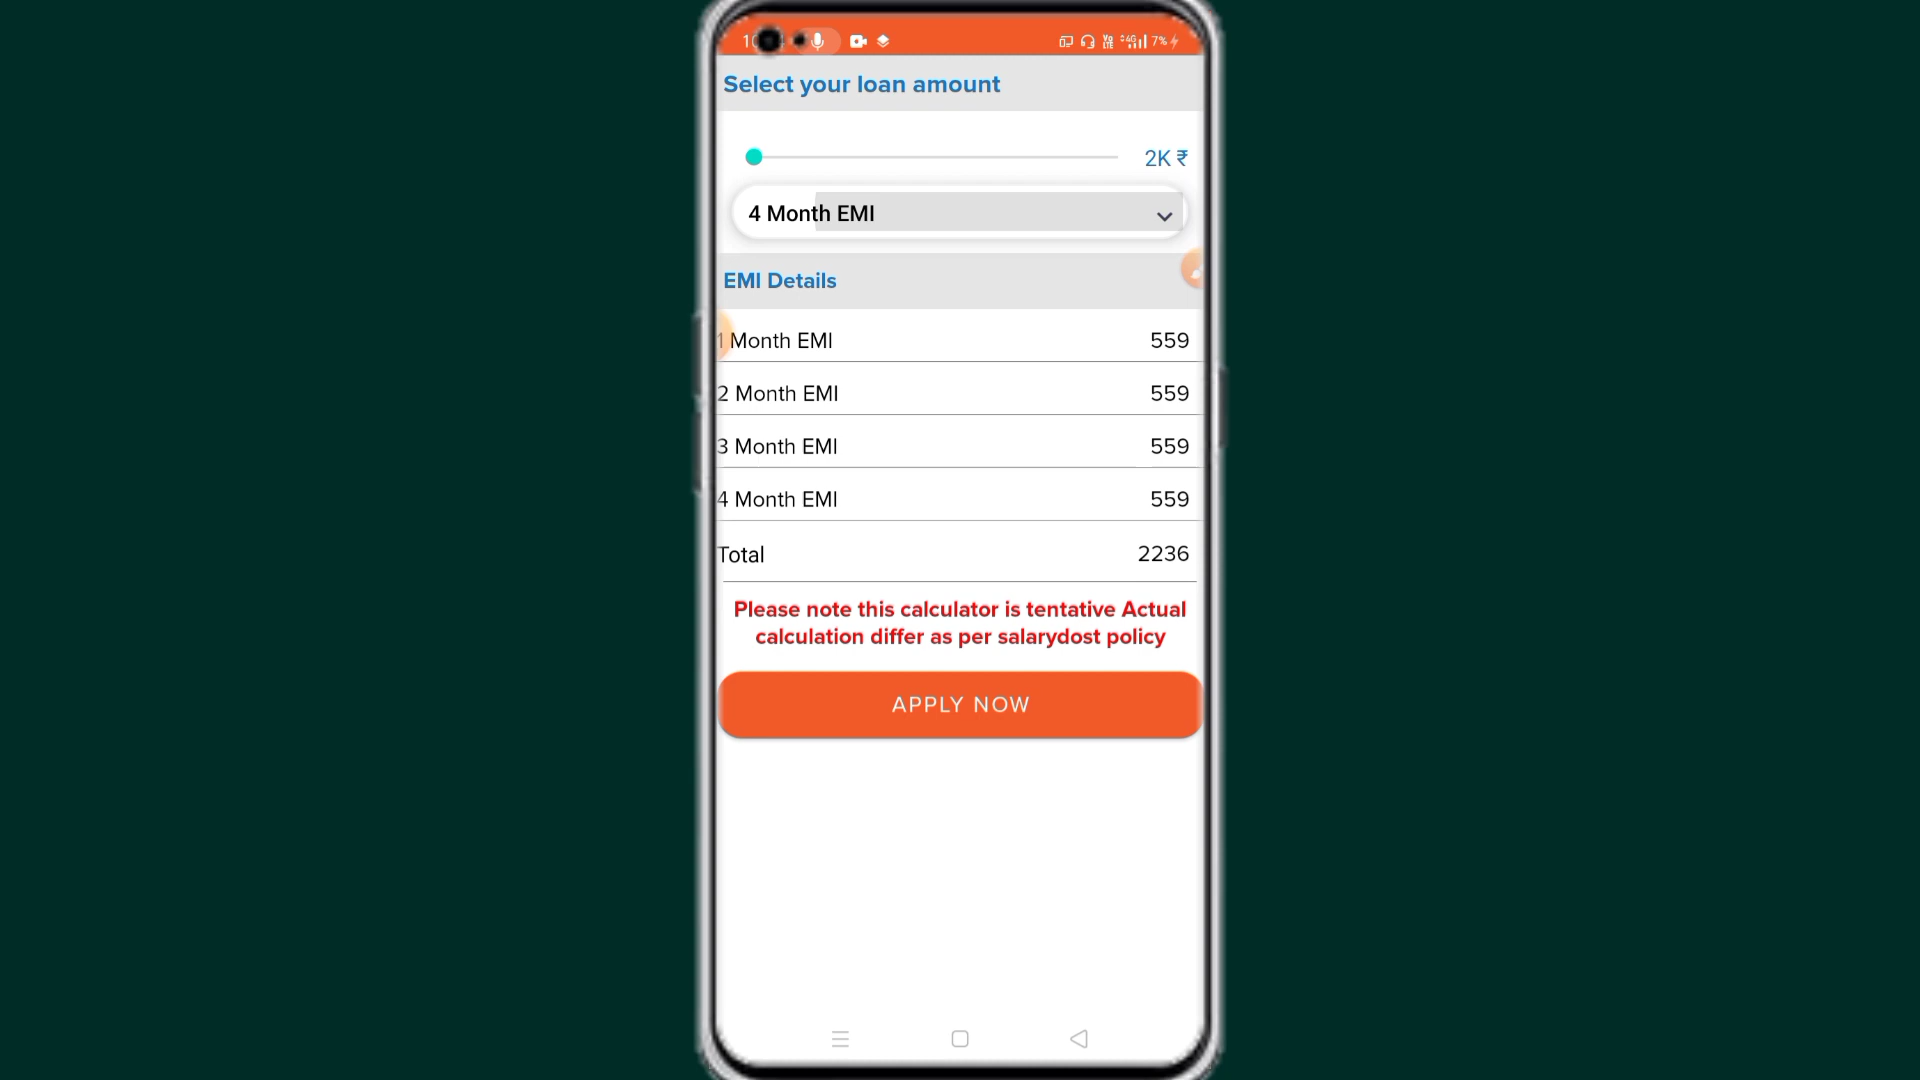 7%
Select your loan amount
2K ₹
4 Month EMI
EMI Details
1 Month EMI 559
2 Month EMI 559
3 Month EMI 559
4 Month EMI 559
Total 2236
Please note this calculator is tentative Actual
calculation differ as per salarydost policy
APPLY NOW